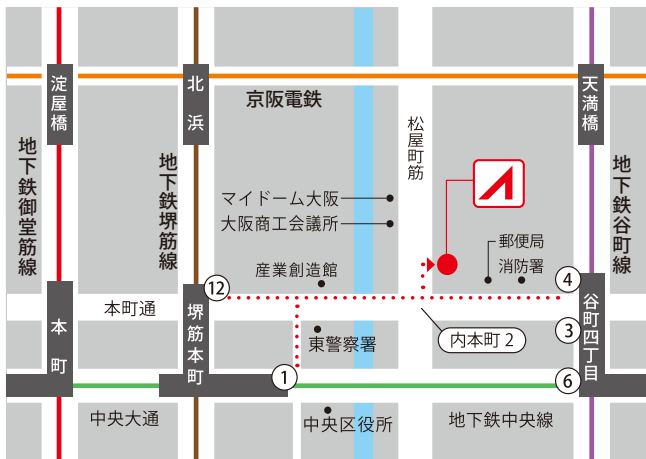 淀屋橋
北浜
天満橋
京阪電鉄
松屋町筋
地下鉄御堂筋線
地下鉄堺筋線
地下鉄谷町線
マイドーム大阪
大阪商工会議所
郵便局
消防署
産業創造館
12
4
本町通
本町
堺筋本町
谷町四丁目
3
内本町2
東警察署
1
6
中央大通
中央区役所
地下鉄中央線